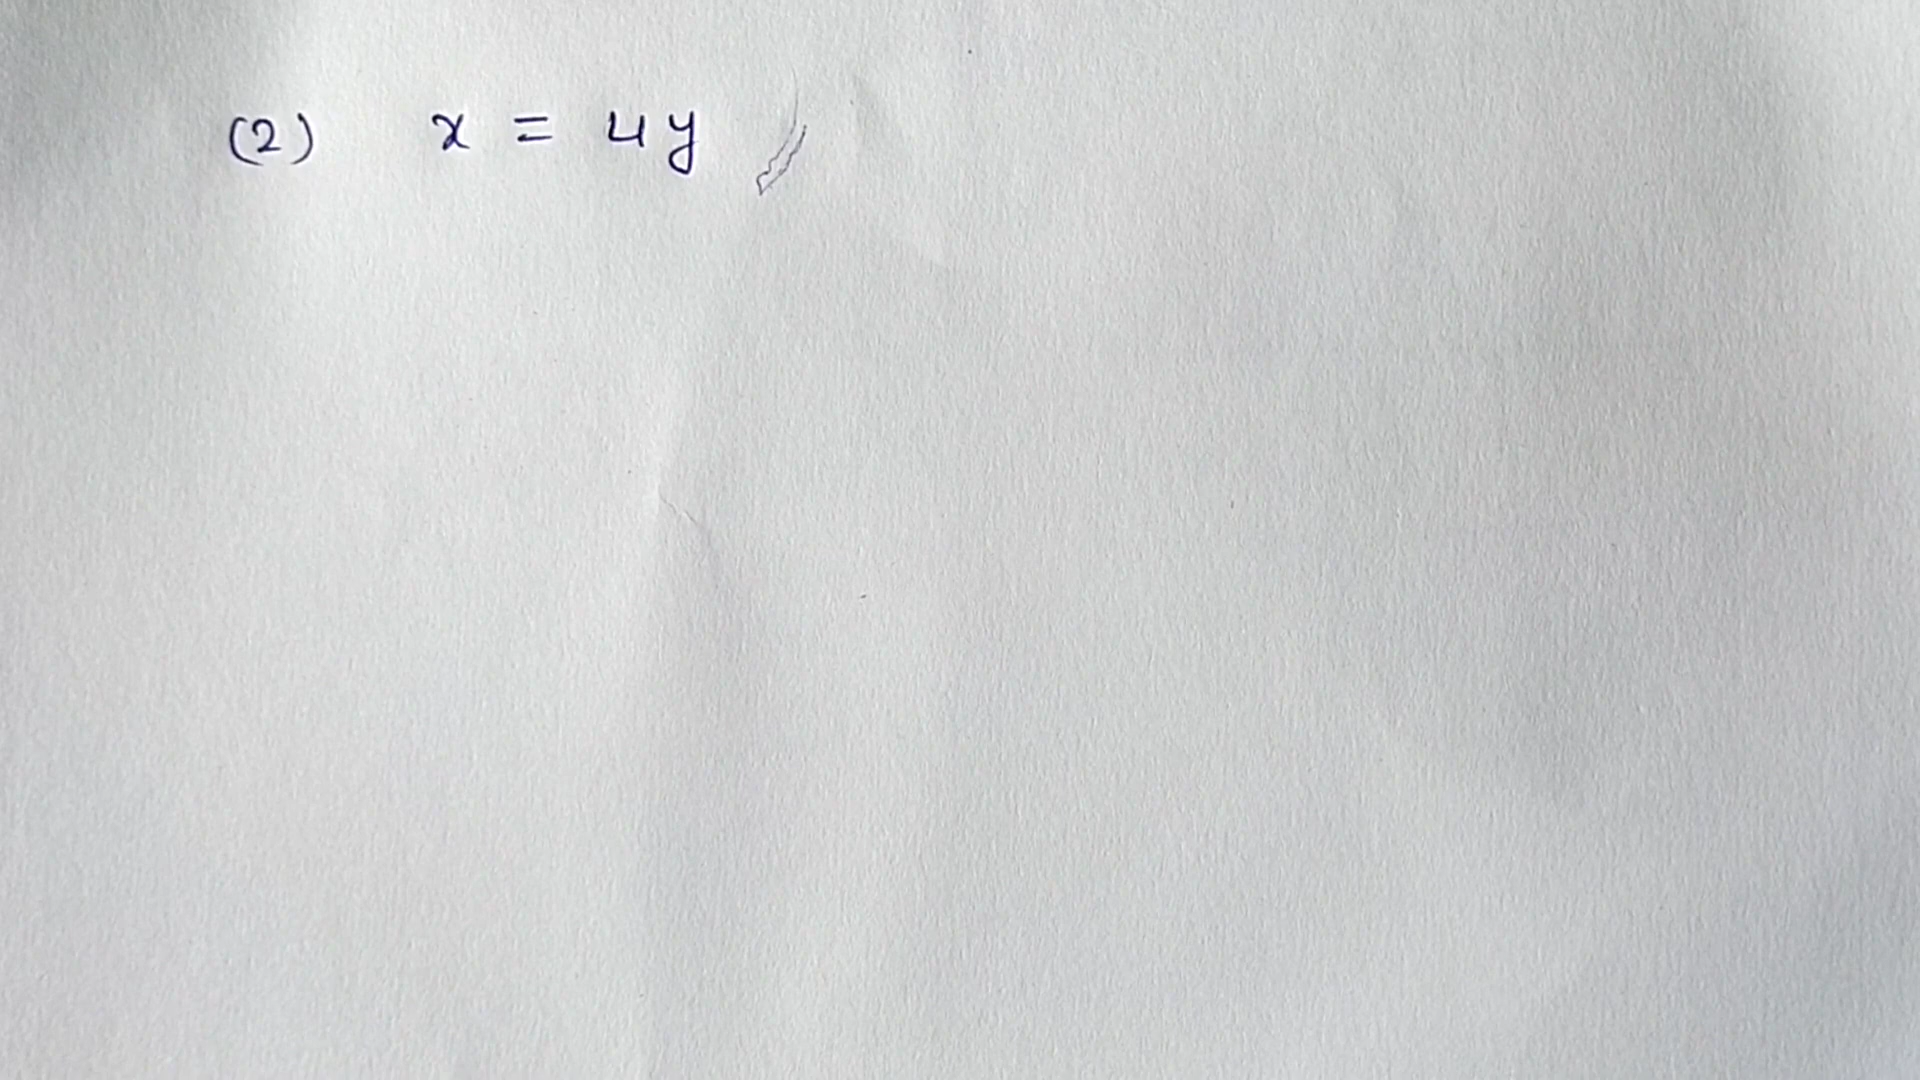 (2) x = 4y